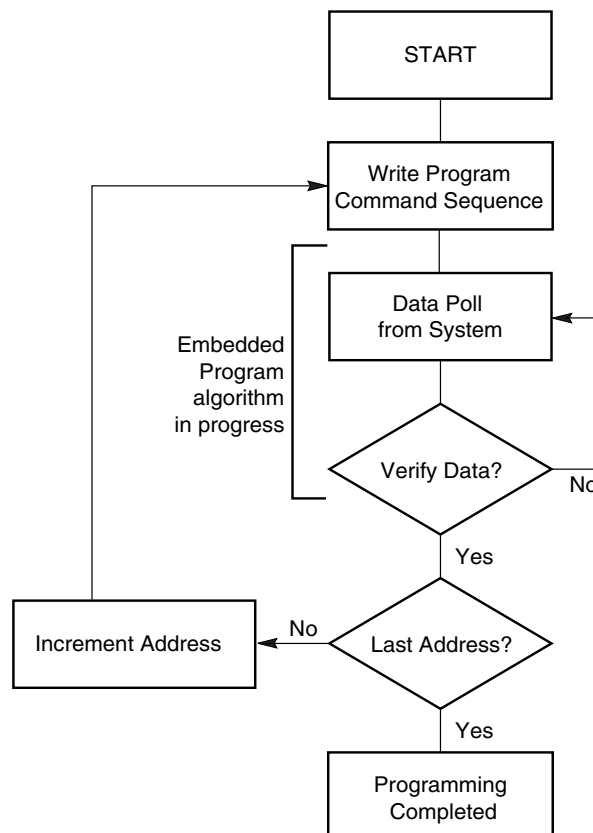 START
Write Program
Command Sequence
Data Poll
from System
Embedded
Program
algorithm
in progress
Verify Data?
No
Yes
Increment Address
No
Last Address?
Yes
Programming
Completed